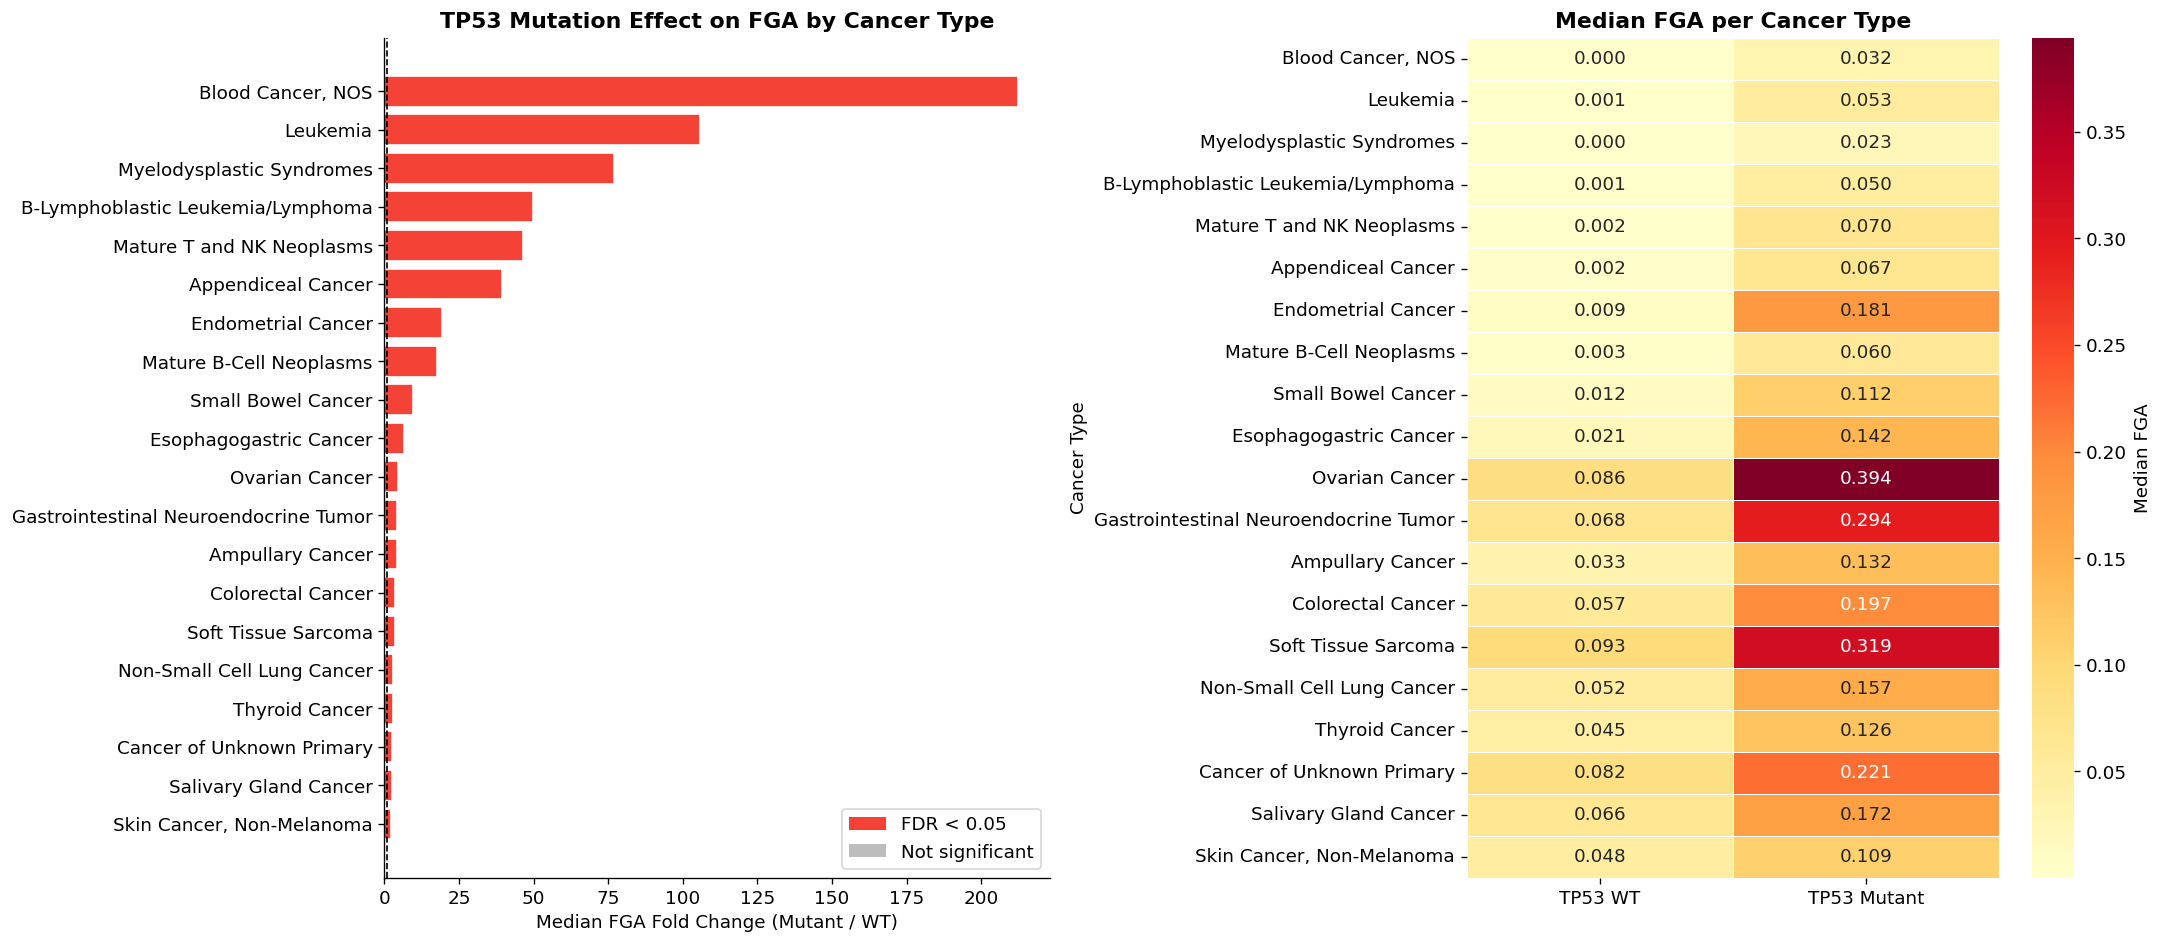 TP53 Mutation Effect on FGA by Cancer Type
Blood Cancer, NOS
Leukemia
Myelodysplastic Syndromes
B-Lymphoblastic Leukemia/Lymphoma
Mature T and NK Neoplasms
Appendiceal Cancer
Endometrial Cancer
Mature B-Cell Neoplasms
Small Bowel Cancer
Esophagogastric Cancer
Ovarian Cancer
Gastrointestinal Neuroendocrine Tumor
Ampullary Cancer
Colorectal Cancer
Soft Tissue Sarcoma
Non-Small Cell Lung Cancer
Thyroid Cancer
Cancer of Unknown Primary
Salivary Gland Cancer
Skin Cancer, Non-Melanoma
FDR < 0.05
Not significant
0 25 50 75 100 125 150 175 200
Median FGA Fold Change (Mutant / WT)
Median FGA per Cancer Type
Cancer Type
Blood Cancer, NOS 0.000 0.032
Leukemia 0.001 0.053
Myelodysplastic Syndromes 0.000 0.023
B-Lymphoblastic Leukemia/Lymphoma 0.001 0.050
Mature T and NK Neoplasms 0.002 0.070
Appendiceal Cancer 0.002 0.067
Endometrial Cancer 0.009 0.181
Mature B-Cell Neoplasms 0.003 0.060
Small Bowel Cancer 0.012 0.112
Esophagogastric Cancer 0.021 0.142
Ovarian Cancer 0.086 0.394
Gastrointestinal Neuroendocrine Tumor 0.068 0.294
Ampullary Cancer 0.033 0.132
Colorectal Cancer 0.057 0.197
Soft Tissue Sarcoma 0.093 0.319
Non-Small Cell Lung Cancer 0.052 0.157
Thyroid Cancer 0.045 0.126
Cancer of Unknown Primary 0.082 0.221
Salivary Gland Cancer 0.066 0.172
Skin Cancer, Non-Melanoma 0.048 0.109
TP53 WT TP53 Mutant
0.35
0.30
0.25
0.20
0.15
0.10
0.05
Median FGA